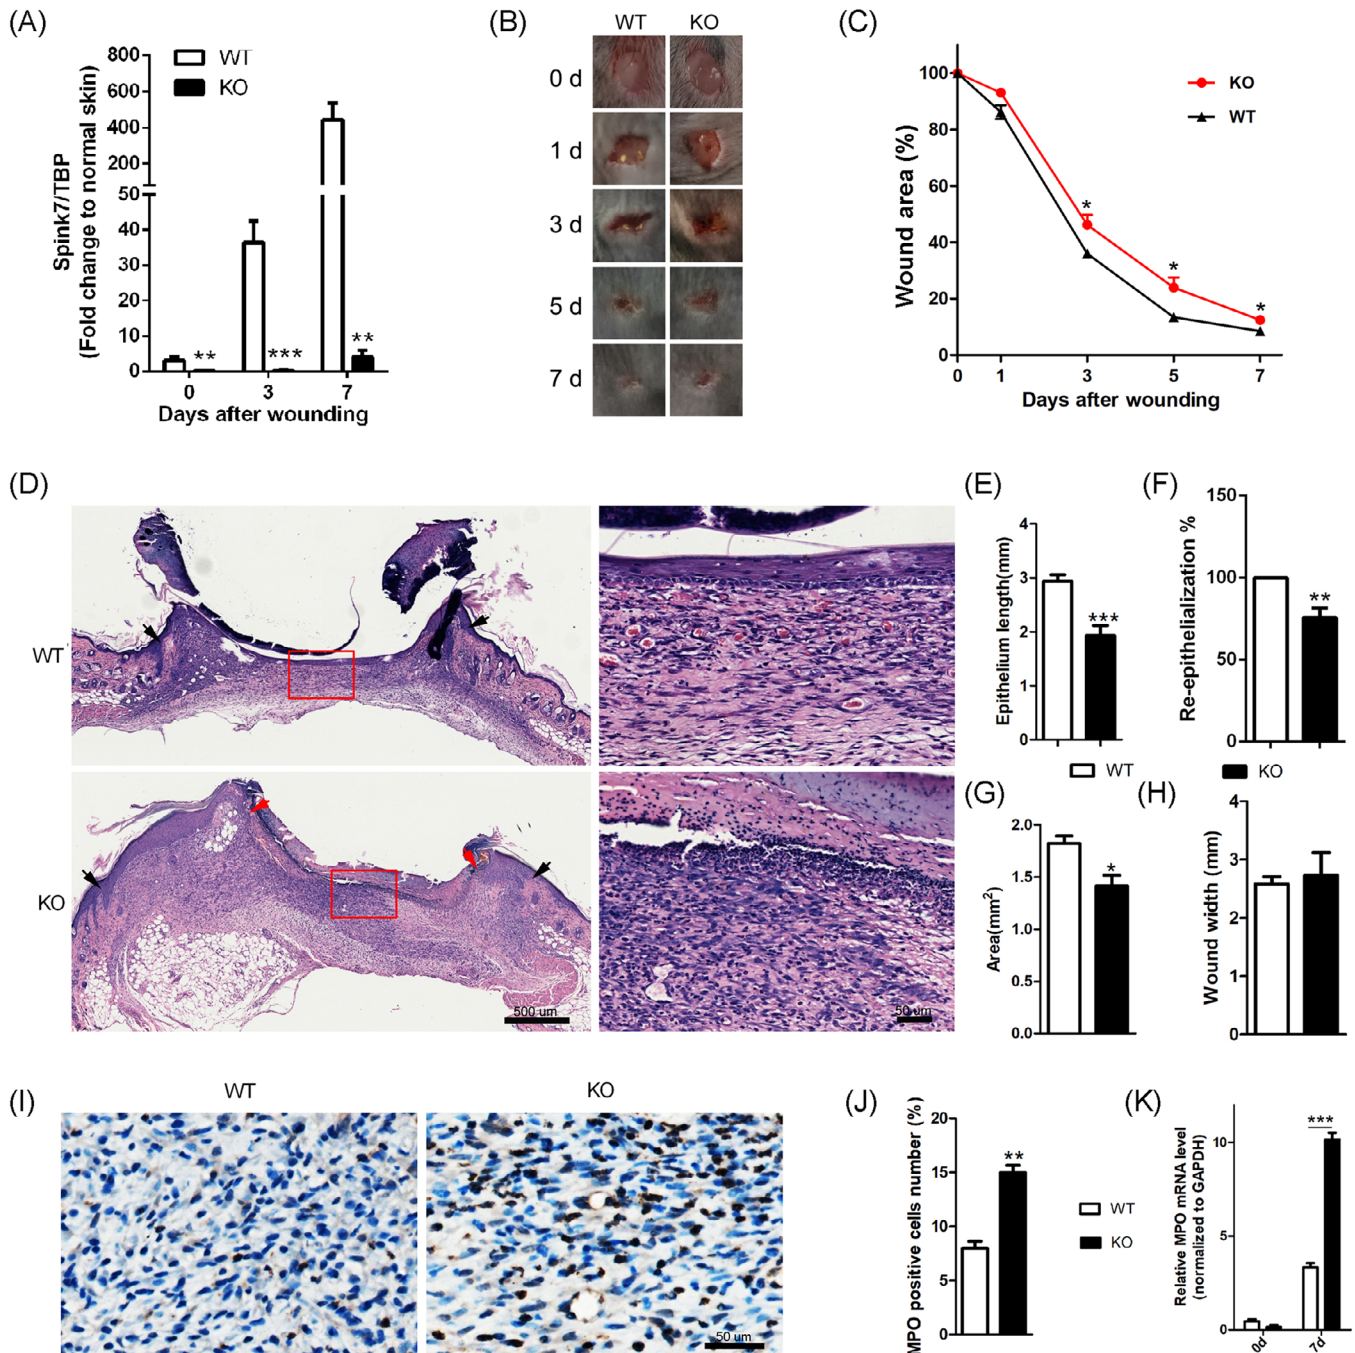 (A)
800
600
400
200
50
40
30
20
10
0
Spink7/TBP
(Fold change to normal skin)
WT
KO
**
***
**
0 3 7
Days after wounding
(B)
WT KO
0 d
1 d
3 d
5 d
7 d
(C)
100
80
60
40
20
0
Wound area (%)
KO
WT
*
*
*
0 1 3 5 7
Days after wounding
(D)
WT
KO
500 um
50 um
(E)
4
3
2
1
0
Epithelium length(mm)
***
(F)
150
100
50
0
Re-epithelialization %
**
WT
KO
(G)
2.0
1.5
1.0
0.5
0.0
Area(mm²)
*
(H)
4
3
2
1
0
Wound width (mm)
(I)
WT KO
50 um
(J)
20
15
10
5
0
MPO positive cells number (%)
**
WT
KO
(K)
10
5
0
Relative MPO mRNA level
(normalized to GAPDH)
***
0d 7d